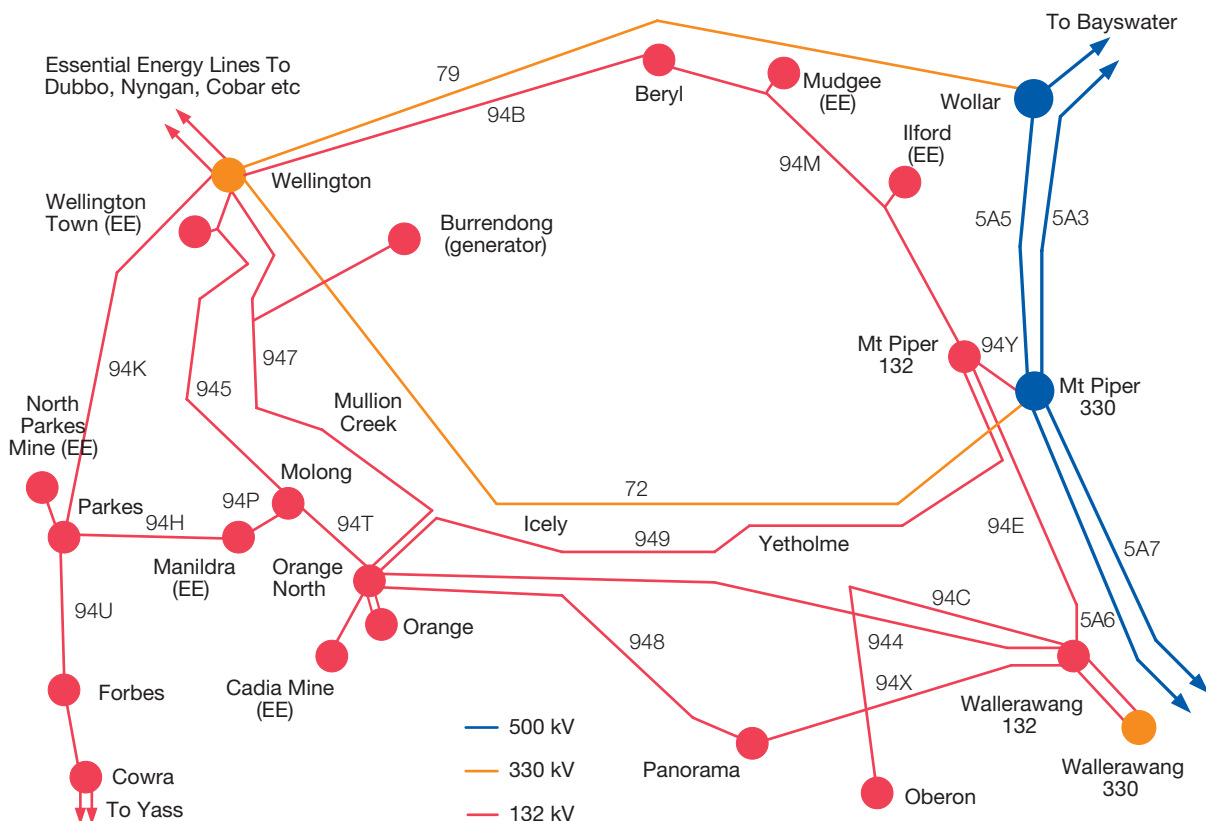 To Bayswater
Essential Energy Lines To
Dubbo, Nyngan, Cobar etc
79
94B
Beryl
Mudgee
(EE)
Wollar
Ilford
(EE)
94M
Wellington
Wellington
Town (EE)
Burrendong
(generator)
5A5
5A3
94K
945
947
Mullion
Creek
Mt Piper
132
94Y
Mt Piper
330
North
Parkes
Mine (EE)
Parkes
94H
94P
Molong
94T
Manildra
(EE)
Orange
North
72
Icely
949
Yetholme
94E
5A7
94U
Orange
Cadia Mine
(EE)
948
94C
944
5A6
94X
Forbes
Wallerawang
132
500 kV
330 kV
132 kV
Panorama
Oberon
Wallerawang
330
Cowra
To Yass